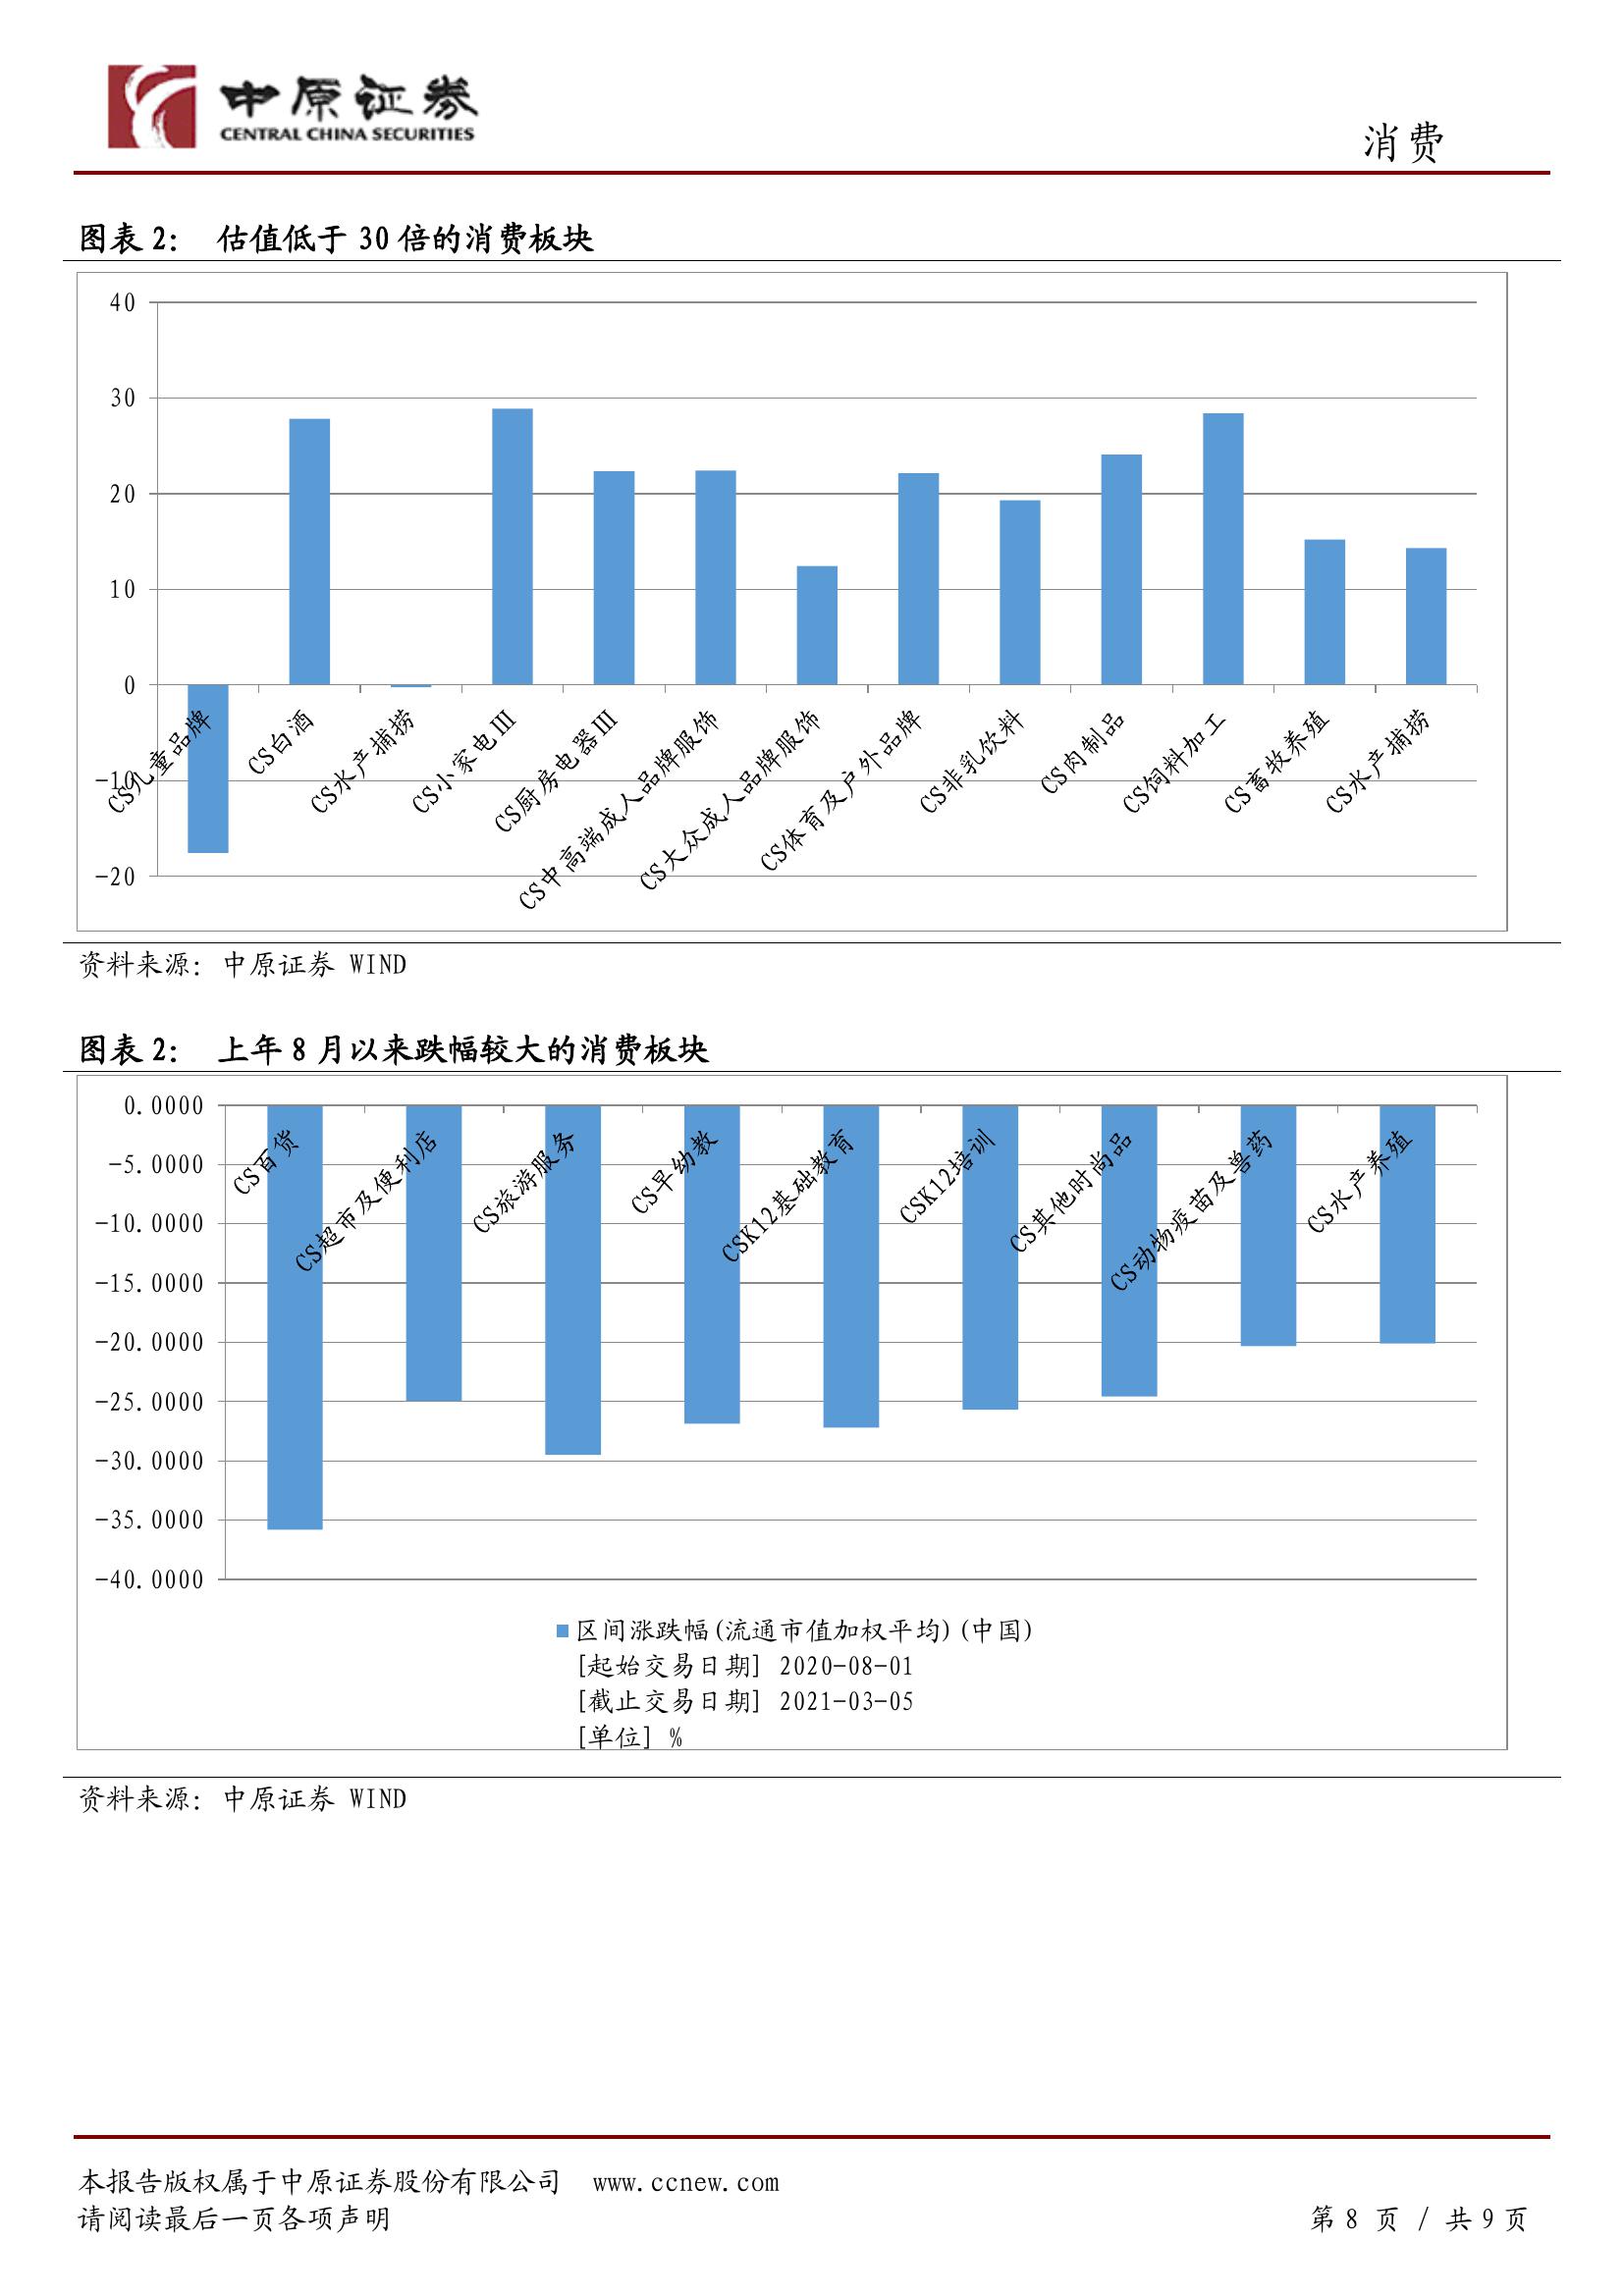 中原证券
CENTRAL CHINA SECURITIES
消费
图表 2： 估值低于 30 倍的消费板块
40
30
20
10
0
-10
-20
CS儿童品牌
CS白酒
CS水产捕捞
CS小家电Ⅲ
CS厨房电器Ⅲ
CS中高端成人品牌服饰
CS大众成人品牌服饰
CS体育及户外品牌
CS非乳饮料
CS肉制品
CS饲料加工
CS畜牧养殖
CS水产捕捞
资料来源：中原证券 WIND
图表 2： 上年 8 月以来跌幅较大的消费板块
0.0000
-5.0000
-10.0000
-15.0000
-20.0000
-25.0000
-30.0000
-35.0000
-40.0000
CS百货
CS超市及便利店
CS旅游服务
CS早幼教
CSK12基础教育
CSK12培训
CS其他时尚品
CS动物疫苗及兽药
CS水产养殖
区间涨跌幅(流通市值加权平均)(中国)
[起始交易日期] 2020-08-01
[截止交易日期] 2021-03-05
[单位] %
资料来源：中原证券 WIND
本报告版权属于中原证券股份有限公司 www.ccnew.com
请阅读最后一页各项声明
第 8 页 / 共 9 页